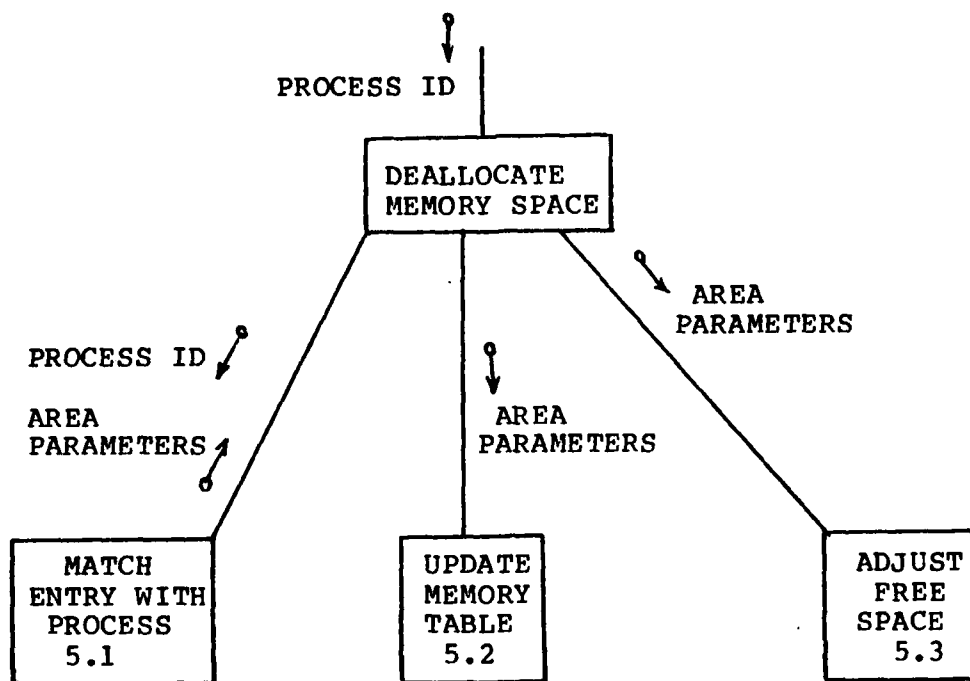 PROCESS ID
DEALLOCATE
MEMORY SPACE
AREA
PARAMETERS
PROCESS ID
AREA
PARAMETERS
AREA
PARAMETERS
MATCH
ENTRY WITH
PROCESS
5.1
UPDATE
MEMORY
TABLE
5.2
ADJUST
FREE
SPACE
5.3